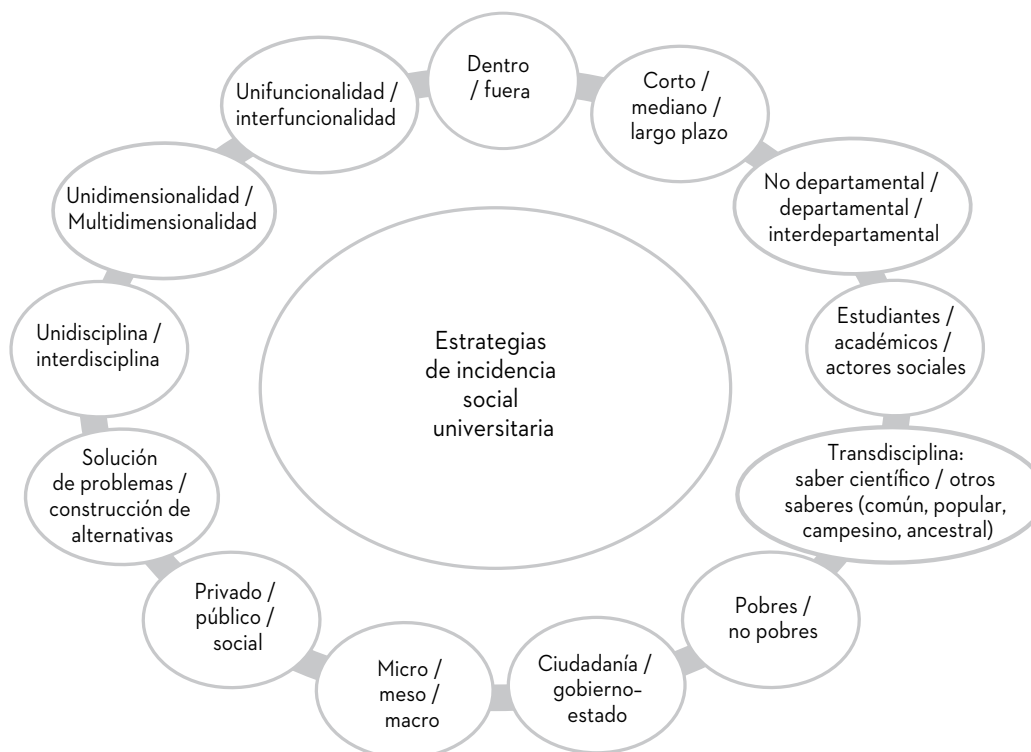 Dentro
/ fuera
Corto /
mediano /
largo plazo
No departamental /
departamental /
interdepartamental
Estudiantes /
académicos /
actores sociales
Transdisciplina:
saber científico / otros
saberes (común, popular,
campesino, ancestral)
Pobres /
no pobres
Ciudadanía /
gobierno–
estado
Micro /
meso /
macro
Privado /
público /
social
Solución
de problemas /
construcción de
alternativas
Unidisciplina /
interdisciplina
Unidimensionalidad /
Multidimensionalidad
Unifuncionalidad /
interfuncionalidad
Estrategias
de incidencia
social
universitaria